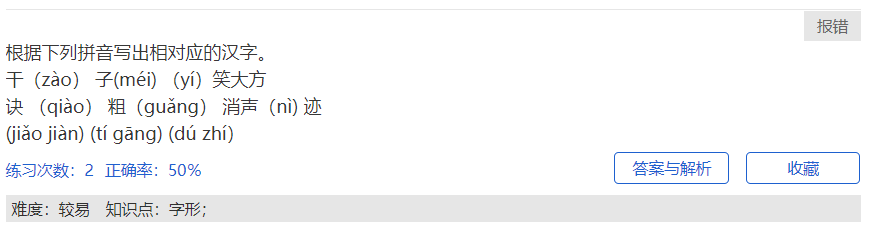 报错
根据下列拼音写出相对应的汉字。
干（zào） 子(méi) （yí）笑大方
诀 （qiào） 粗（guǎng） 消声（nì) 迹
(jiǎo jiàn) (tí gāng) (dú zhí）
练习次数：2 正确率：50%
答案与解析 收藏
难度：较易 知识点：字形；